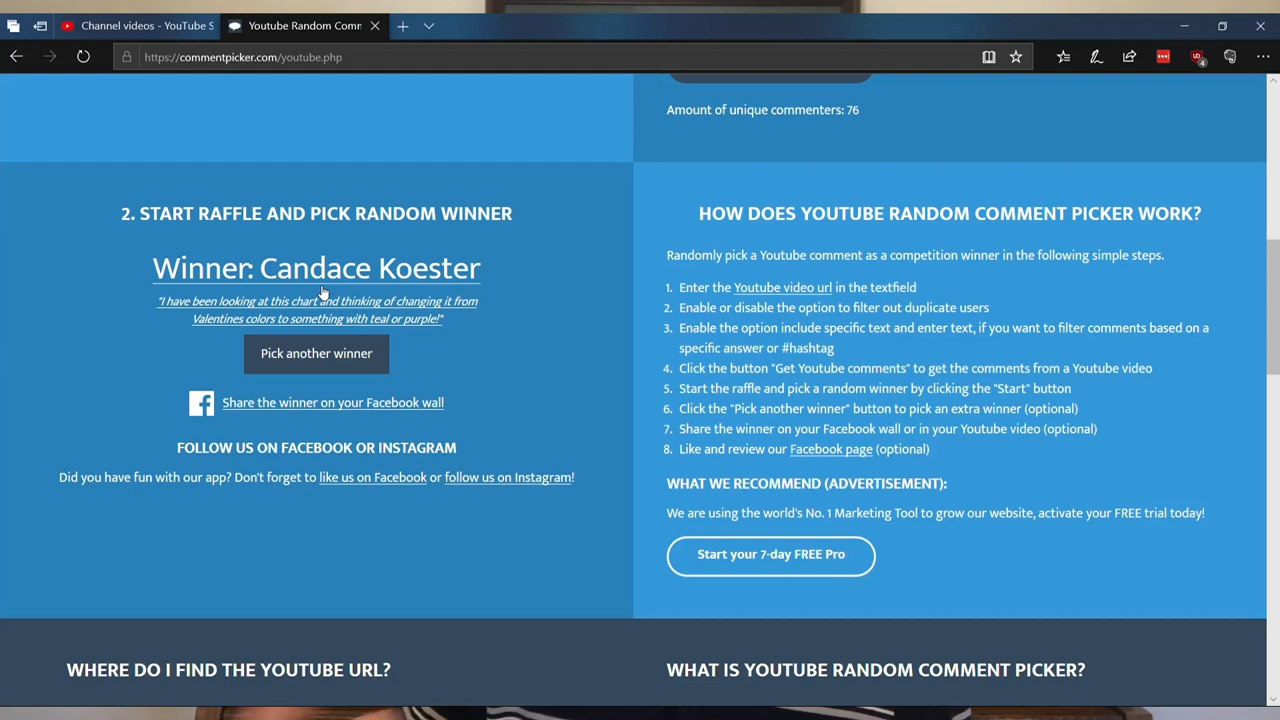 Channel videos - YouTube S
Youtube Random Comm
https://commentpicker.com/youtube.php
UD
4
Amount of unique commenters: 76
2. START RAFFLE AND PICK RANDOM WINNER
Winner: Candace Koester
"I have been looking at this chart and thinking of changing it from
Valentines colors to something with teal or purple!"
Pick another winner
Share the winner on your Facebook wall
FOLLOW US ON FACEBOOK OR INSTAGRAM
Did you have fun with our app? Don't forget to like us on Facebook or follow us on Instagram!
HOW DOES YOUTUBE RANDOM COMMENT PICKER WORK?
Randomly pick a Youtube comment as a competition winner in the following simple steps.
1. Enter the Youtube video url in the textfield
2. Enable or disable the option to filter out duplicate users
3. Enable the option include specific text and enter text, if you want to filter comments based on a
specific answer or #hashtag
4. Click the button "Get Youtube comments" to get the comments from a Youtube video
5. Start the raffle and pick a random winner by clicking the "Start" button
6. Click the "Pick another winner" button to pick an extra winner (optional)
7. Share the winner on your Facebook wall or in your Youtube video (optional)
8. Like and review our Facebook page (optional)
WHAT WE RECOMMEND (ADVERTISEMENT):
We are using the world's No. 1 Marketing Tool to grow our website, activate your FREE trial today!
Start your 7-day FREE Pro
WHERE DO I FIND THE YOUTUBE URL?
WHAT IS YOUTUBE RANDOM COMMENT PICKER?